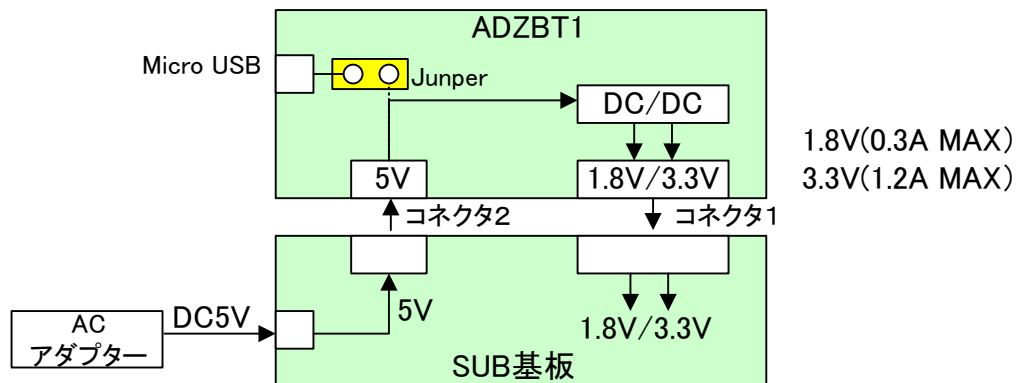 ADZBT1
Micro USB
Junper
DC/DC
1.8V(0.3A MAX)
3.3V(1.2A MAX)
5V
1.8V/3.3V
コネクタ2
コネクタ1
5V
1.8V/3.3V
AC
アダプター
DC5V
SUB基板